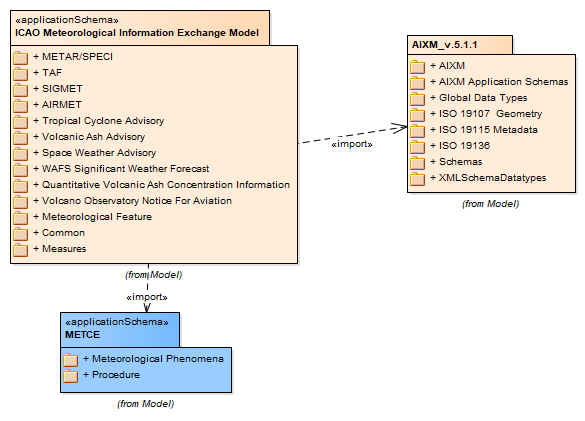 «applicationSchema»
ICAO Meteorological Information Exchange Model
+ METAR/SPECI
+ TAF
+ SIGMET
+ AIRMET
+ Tropical Cyclone Advisory
+ Volcanic Ash Advisory
+ Space Weather Advisory
+ WAFS Significant Weather Forecast
+ Quantitative Volcanic Ash Concentration Information
+ Volcano Observatory Notice For Aviation
+ Meteorological Feature
+ Common
+ Measures
(from Model)
«import»
AIXM_v.5.1.1
+ AIXM
+ AIXM Application Schemas
+ Global Data Types
+ ISO 19107 Geometry
+ ISO 19115 Metadata
+ ISO 19136
+ Schemas
+ XMLSchemaDatatypes
(from Model)
«import»
«applicationSchema»
METCE
+ Meteorological Phenomena
+ Procedure
(from Model)